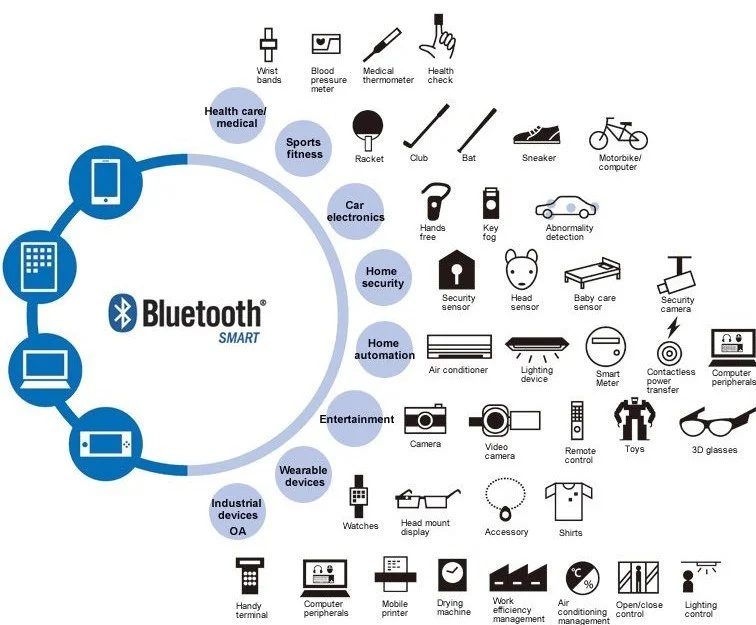 Wrist
bands
Blood
pressure
meter
Medical
thermometer
Health
check
Health care/
medical
Sports
fitness
Racket
Club
Bat
Sneaker
Motorbike/
computer
Car
electronics
Hands
free
Key
fog
Abnormality
detection
Home
security
Security
sensor
Head
sensor
Baby care
sensor
Security
camera
Bluetooth®
SMART
Home
automation
Air conditioner
Lighting
device
Smart
Meter
Contactless
power
transfer
Computer
peripherals
Entertainment
Camera
Video
camera
Remote
control
Toys
3D glasses
Wearable
devices
Watches
Head mount
display
Accessory
Shirts
Industrial
devices
OA
Handy
terminal
Computer
peripherals
Mobile
printer
Drying
machine
Work
efficiency
management
°C
%
Air
conditioning
management
Open/close
control
Lighting
control